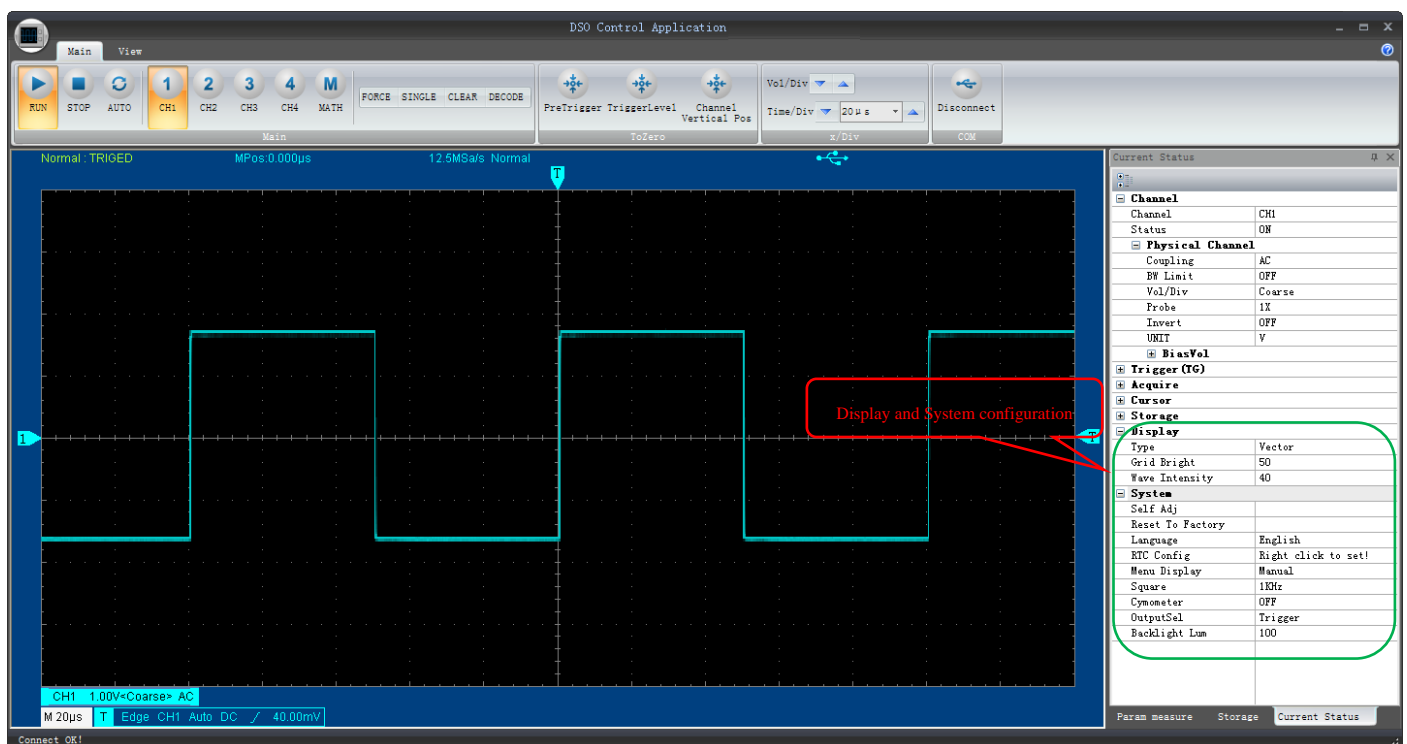 DSO Control Application
Main View
1 2 3 4 M
RUN STOP AUTO CH1 CH2 CH3 CH4 MATH
FORCE SINGLE CLEAR DECODE
PreTrigger TriggerLevel Channel Vertical Pos
Vol/Div
Time/Div 20μs
Disconnect
Main ToZero x/Div COM
Normal : TRIGED MPos:0.000μs 12.5MSa/s Normal
T
Current Status
Channel
Channel CH1
Status ON
Physical Channel
Coupling AC
BW Limit OFF
Vol/Div Coarse
Probe 1X
Invert OFF
UNIT V
BiasVol
Trigger(TG)
Acquire
Cursor
Storage
Display and System configuration
1
T
Display
Type Vector
Grid Bright 50
Wave Intensity 40
System
Self Adj
Reset To Factory
Language English
RTC Config Right click to set!
Menu Display Manual
Square 1KHz
Cymometer OFF
OutputSel Trigger
Backlight Lum 100
CH1 1.00V<Coarse> AC
M 20μs T Edge CH1 Auto DC 40.00mV
Param measure Storage Current Status
Connect OK!